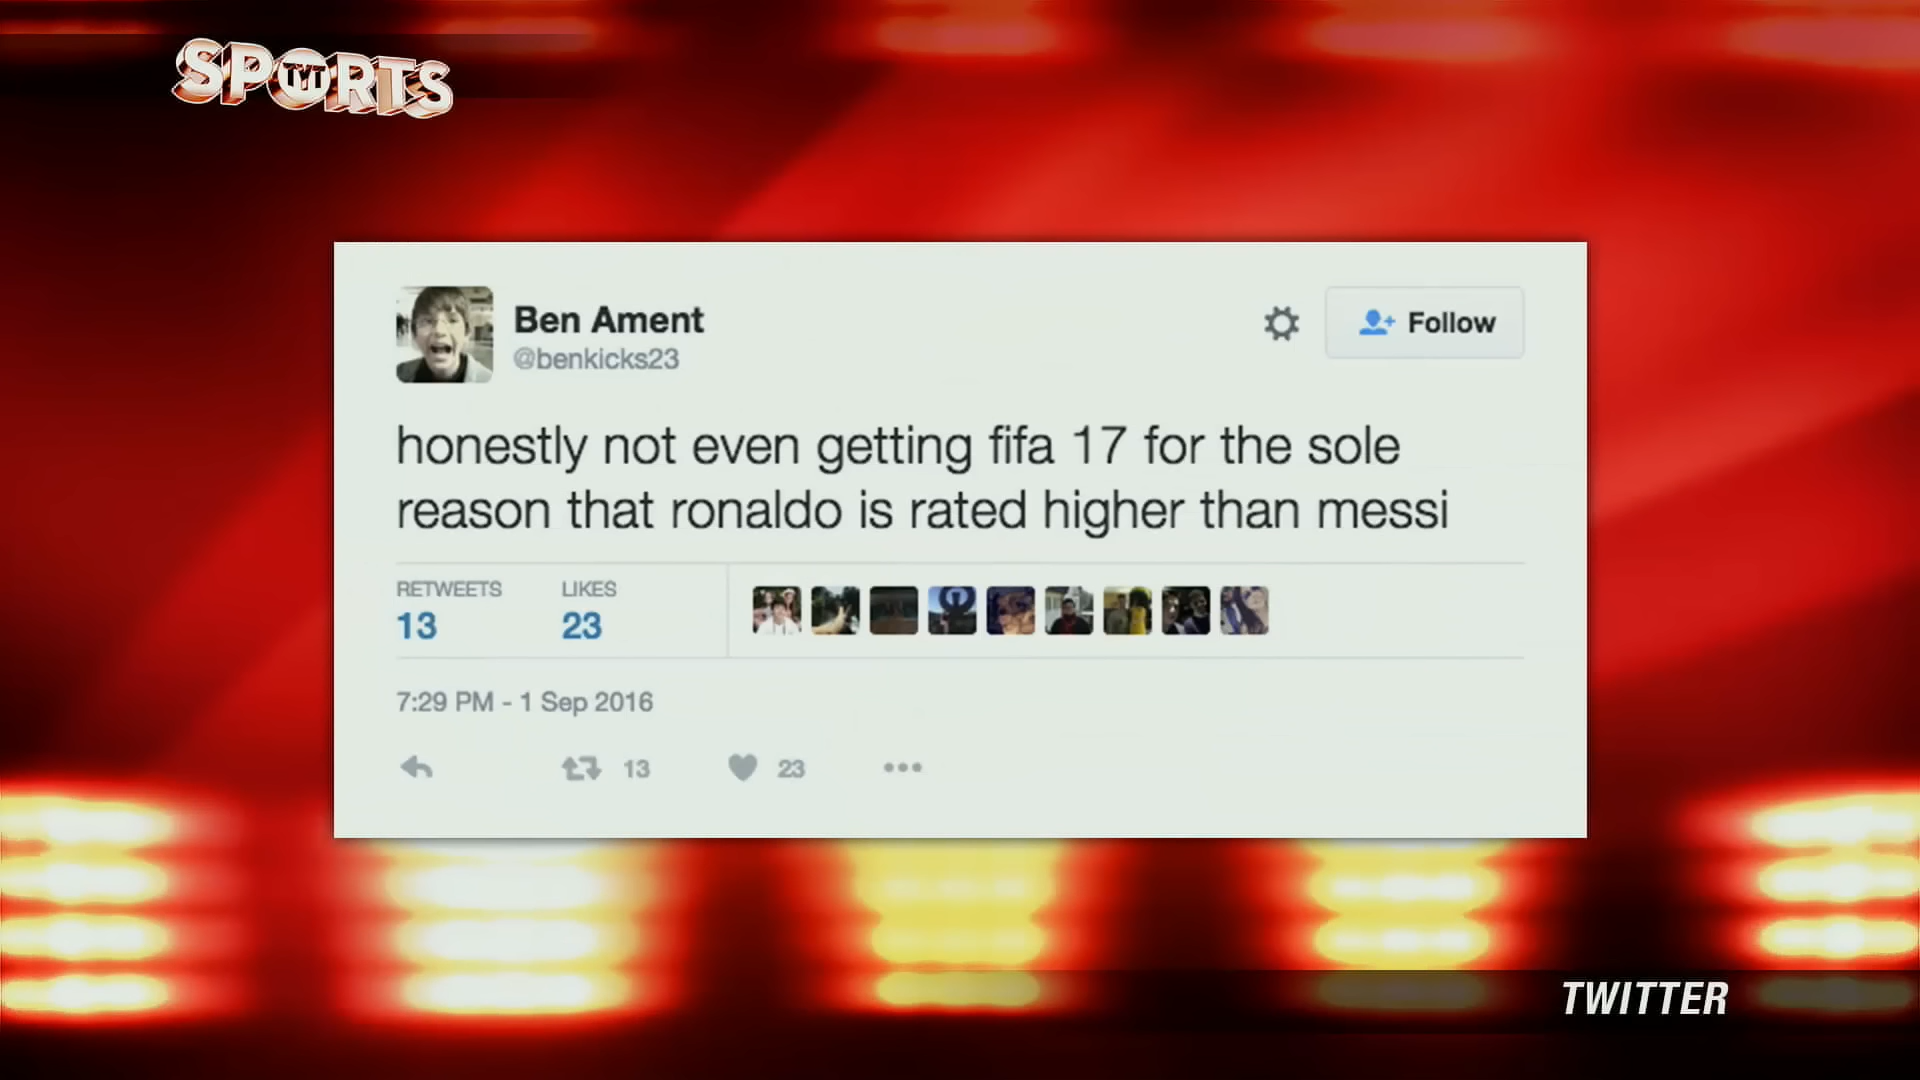 SPORTS
TYT
Ben Ament
@benkicks23
Follow
honestly not even getting fifa 17 for the sole
reason that ronaldo is rated higher than messi
RETWEETS LIKES
13 23
7:29 PM - 1 Sep 2016
13 23
TWITTER